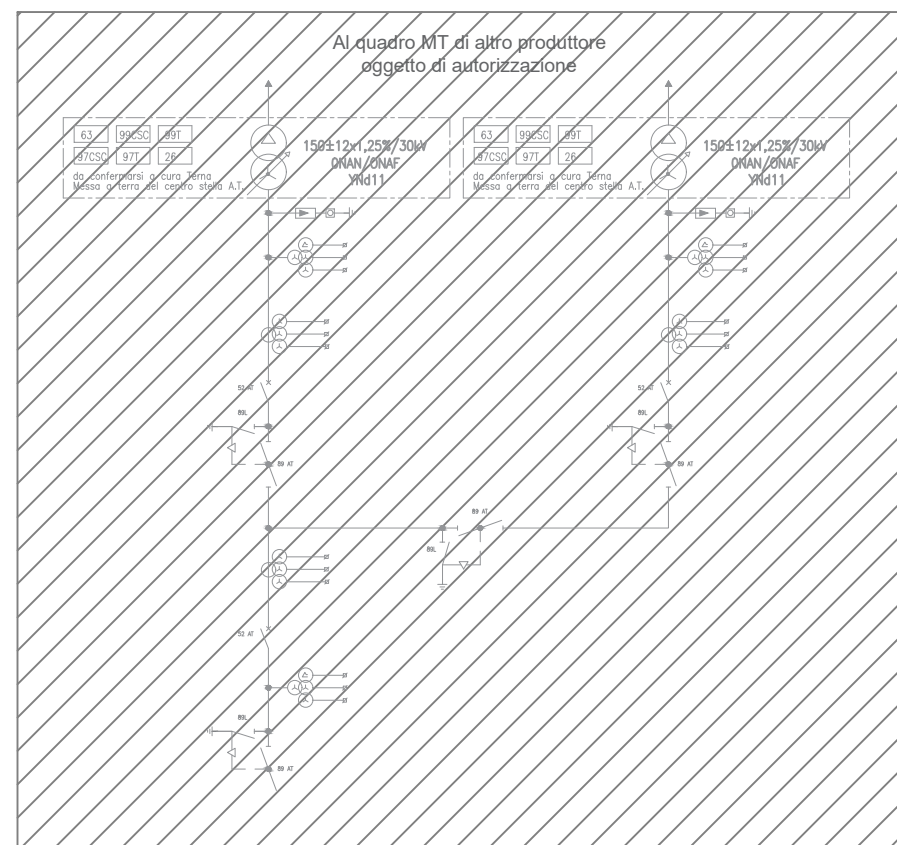 Al quadro MT di altro produttore
oggetto di autorizzazione
63 99CSC 99T
97CSC 97T 26
da confermarsi a cura Terna
Messa a terra del centro stella A.T.
150±12x1,25%/30kV
ONAN/ONAF
YNd11
63 99CSC 99T
97CSC 97T 26
da confermarsi a cura Terna
Messa a terra del centro stella A.T.
150±12x1,25%/30kV
ONAN/ONAF
YNd11
52 AT
89L
89 AT
52 AT
89L
89 AT
89 AT
89L
52 AT
89L
89 AT